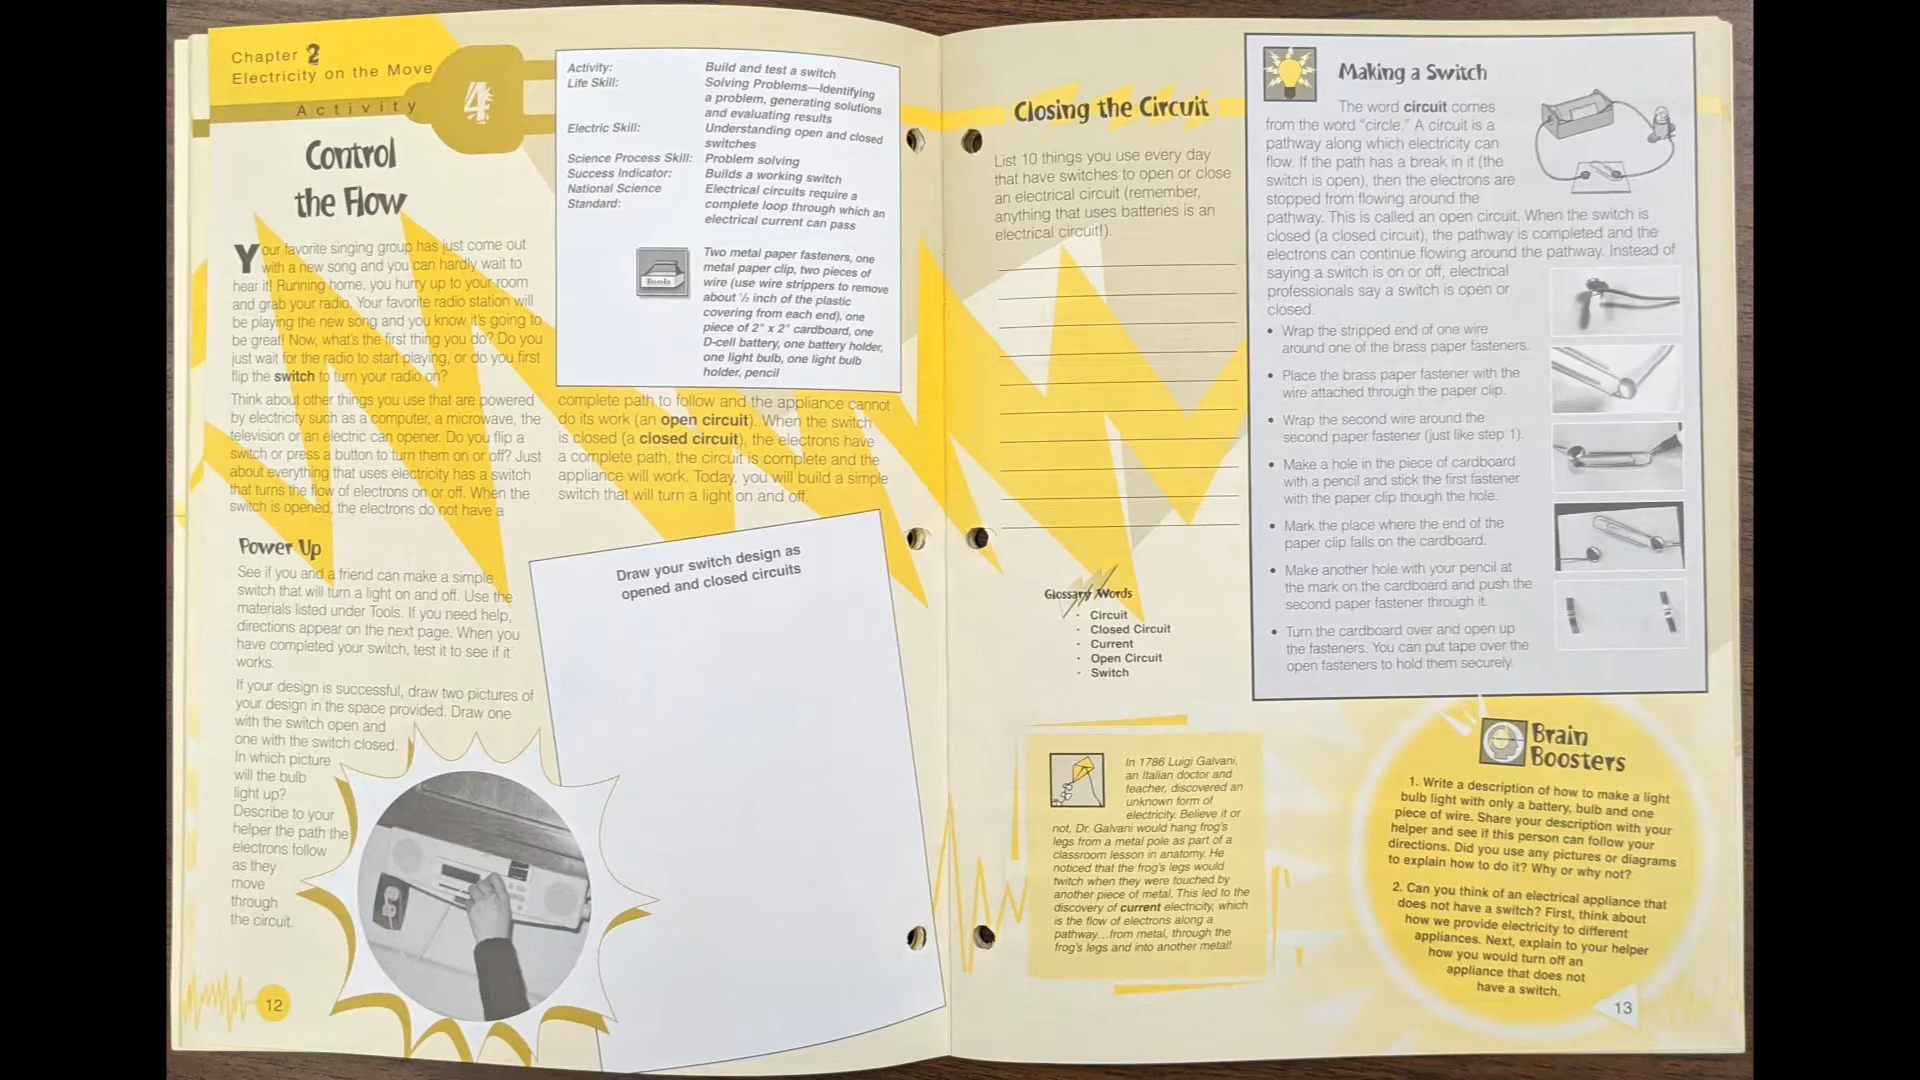 Chapter 2
Electricity on the Move
Activity
4
Control
the Flow
Your favorite singing group has just come out
with a new song and you can hardly wait to
hear it! Running home, you hurry up to your room
and grab your radio. Your favorite radio station will
be playing the new song and you know it's going to
be great! Now, what's the first thing you do? Do you
just wait for the radio to start playing, or do you first
flip the switch to turn your radio on?
Think about other things you use that are powered
by electricity such as a computer, a microwave, the
television or an electric can opener. Do you flip a
switch or press a button to turn them on or off? Just
about everything that uses electricity has a switch
that turns the flow of electrons on or off. When the
switch is opened, the electrons do not have a
Activity: Build and test a switch
Life Skill: Solving Problems—Identifying
a problem, generating solutions
and evaluating results
Electric Skill: Understanding open and closed
switches
Science Process Skill: Problem solving
Success Indicator: Builds a working switch
National Science Electrical circuits require a
Standard: complete loop through which an
electrical current can pass
Tools
Two metal paper fasteners, one
metal paper clip, two pieces of
wire (use wire strippers to remove
about ½ inch of the plastic
covering from each end), one
piece of 2" x 2" cardboard, one
D-cell battery, one battery holder,
one light bulb, one light bulb
holder, pencil
complete path to follow and the appliance cannot
do its work (an open circuit). When the switch
is closed (a closed circuit), the electrons have
a complete path, the circuit is complete and the
appliance will work. Today, you will build a simple
switch that will turn a light on and off.
Power Up
See if you and a friend can make a simple
switch that will turn a light on and off. Use the
materials listed under Tools. If you need help,
directions appear on the next page. When you
have completed your switch, test it to see if it
works.
If your design is successful, draw two pictures of
your design in the space provided. Draw one
with the switch open and
one with the switch closed.
In which picture
will the bulb
light up?
Describe to your
helper the path the
electrons follow
as they
move
through
the circuit.
Draw your switch design as
opened and closed circuits
12
Closing the Circuit
List 10 things you use every day
that have switches to open or close
an electrical circuit (remember,
anything that uses batteries is an
electrical circuit!).
Glossary Words
· Circuit
· Closed Circuit
· Current
· Open Circuit
· Switch
In 1786 Luigi Galvani,
an Italian doctor and
teacher, discovered an
unknown form of
electricity. Believe it or
not, Dr. Galvani would hang frog's
legs from a metal pole as part of a
classroom lesson in anatomy. He
noticed that the frog's legs would
twitch when they were touched by
another piece of metal. This led to the
discovery of current electricity, which
is the flow of electrons along a
pathway…from metal, through the
frog's legs and into another metal!
Making a Switch
The word circuit comes
from the word "circle." A circuit is a
pathway along which electricity can
flow. If the path has a break in it (the
switch is open), then the electrons are
stopped from flowing around the
pathway. This is called an open circuit. When the switch is
closed (a closed circuit), the pathway is completed and the
electrons can continue flowing around the pathway. Instead of
saying a switch is on or off, electrical
professionals say a switch is open or
closed.
• Wrap the stripped end of one wire
around one of the brass paper fasteners.
• Place the brass paper fastener with the
wire attached through the paper clip.
• Wrap the second wire around the
second paper fastener (just like step 1).
• Make a hole in the piece of cardboard
with a pencil and stick the first fastener
with the paper clip though the hole.
• Mark the place where the end of the
paper clip falls on the cardboard.
• Make another hole with your pencil at
the mark on the cardboard and push the
second paper fastener through it.
• Turn the cardboard over and open up
the fasteners. You can put tape over the
open fasteners to hold them securely.
Brain
Boosters
1. Write a description of how to make a light
bulb light with only a battery, bulb and one
piece of wire. Share your description with your
helper and see if this person can follow your
directions. Did you use any pictures or diagrams
to explain how to do it? Why or why not?
2. Can you think of an electrical appliance that
does not have a switch? First, think about
how we provide electricity to different
appliances. Next, explain to your helper
how you would turn off an
appliance that does not
have a switch.
13